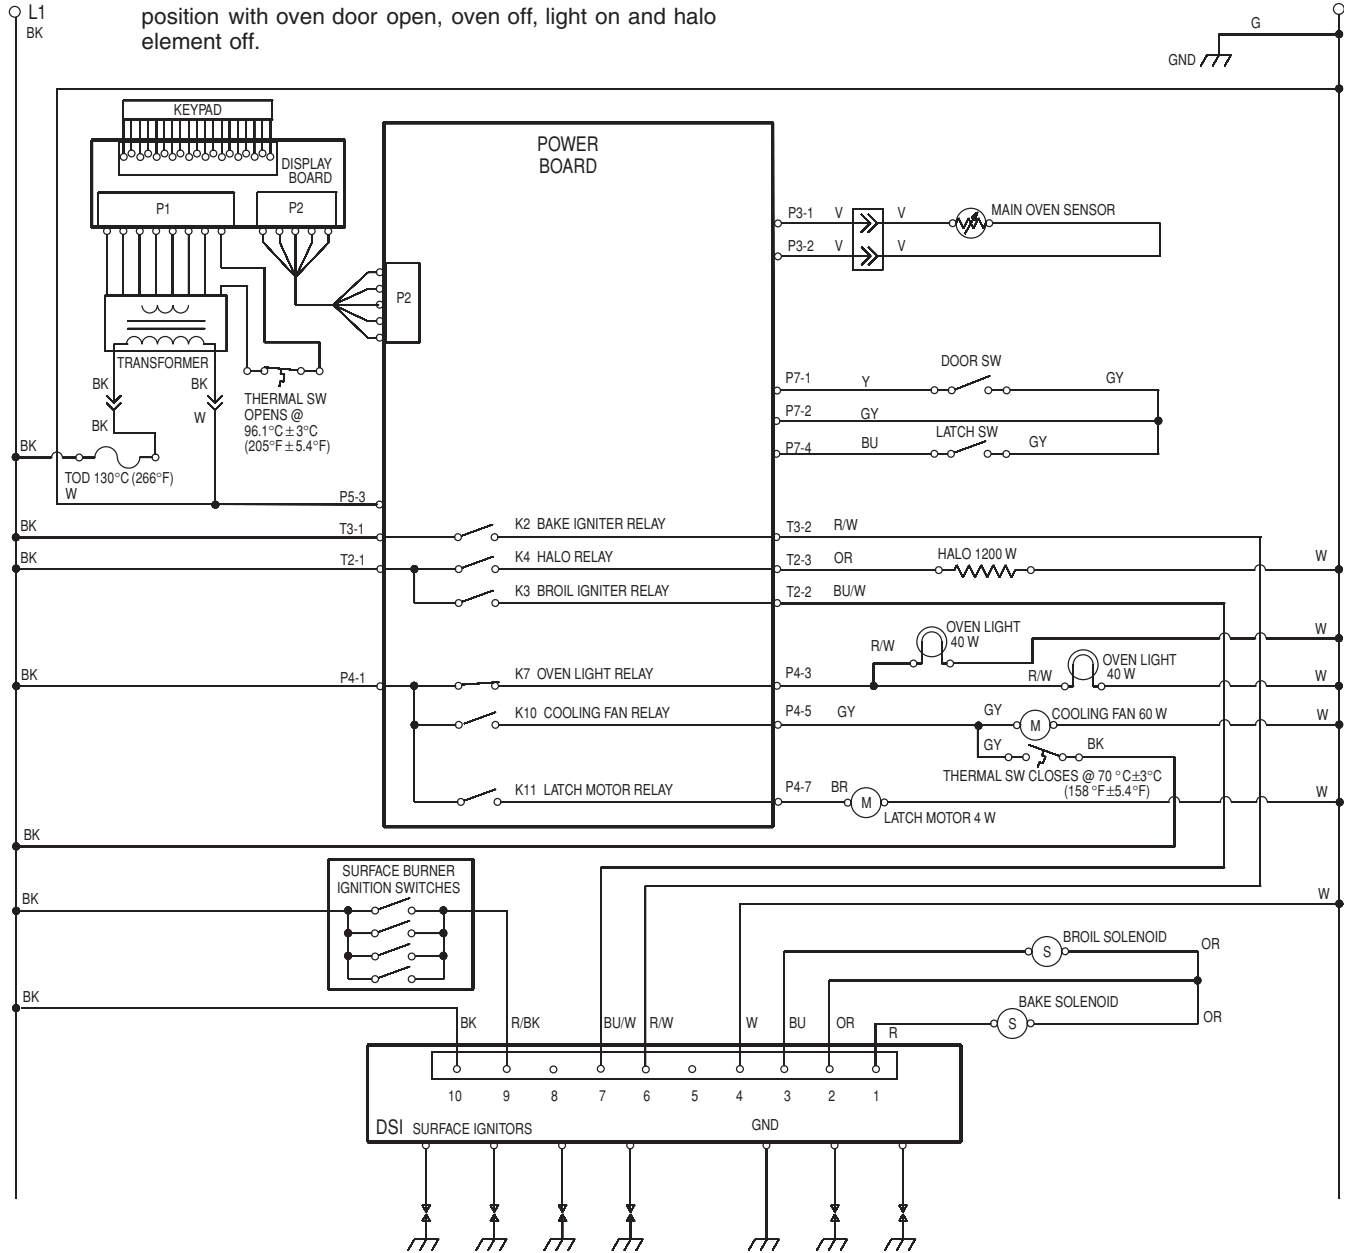 L1
BK
position with oven door open, oven off, light on and halo
element off.
G
GND
KEYPAD
DISPLAY
BOARD
P1
P2
POWER
BOARD
P3-1 V V MAIN OVEN SENSOR
P3-2 V V
P2
TRANSFORMER
BK BK
THERMAL SW
OPENS @
96.1°C±3°C
(205°F±5.4°F)
BK W
BK
TOD 130°C (266°F)
W
DOOR SW
P7-1 Y GY
P7-2 GY
LATCH SW
P7-4 BU GY
P5-3
BK T3-1 K2 BAKE IGNITER RELAY T3-2 R/W
BK T2-1 K4 HALO RELAY T2-3 OR HALO 1200 W W
K3 BROIL IGNITER RELAY T2-2 BU/W
OVEN LIGHT
40 W
R/W W
OVEN LIGHT
40 W
BK P4-1 K7 OVEN LIGHT RELAY P4-3 R/W W
K10 COOLING FAN RELAY P4-5 GY GY M COOLING FAN 60 W W
GY BK
THERMAL SW CLOSES @ 70 °C±3°C
(158 °F±5.4°F)
K11 LATCH MOTOR RELAY P4-7 BR M W
LATCH MOTOR 4 W
BK
SURFACE BURNER
IGNITION SWITCHES
BK W
S BROIL SOLENOID OR
BK
BAKE SOLENOID
S OR
BK R/BK BU/W R/W W BU OR R
10 9 8 7 6 5 4 3 2 1
DSI SURFACE IGNITORS GND